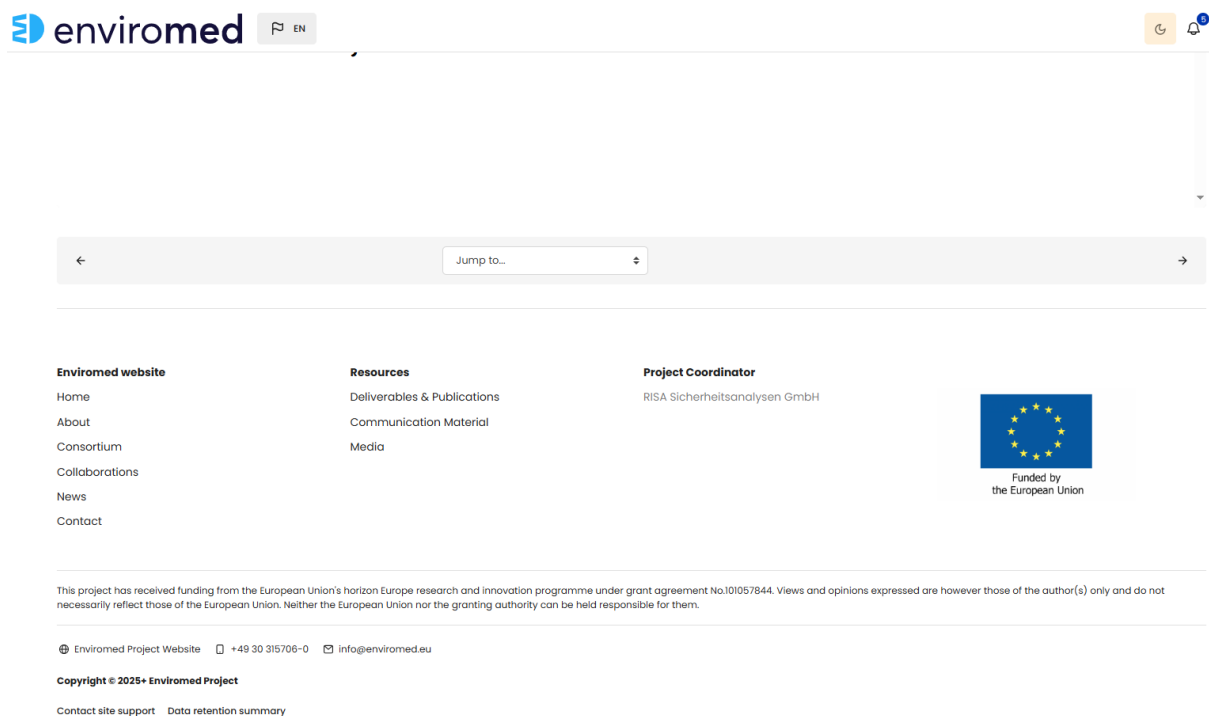 enviromed
EN
5
Jump to...
Enviromed website
Home
About
Consortium
Collaborations
News
Contact
Resources
Deliverables & Publications
Communication Material
Media
Project Coordinator
RISA Sicherheitsanalysen GmbH
Funded by
the European Union
This project has received funding from the European Union's horizon Europe research and innovation programme under grant agreement No.101057844. Views and opinions expressed are however those of the author(s) only and do not
necessarily reflect those of the European Union. Neither the European Union nor the granting authority can be held responsible for them.
Enviromed Project Website +49 30 315706-0 info@enviromed.eu
Copyright © 2025+ Enviromed Project
Contact site support Data retention summary